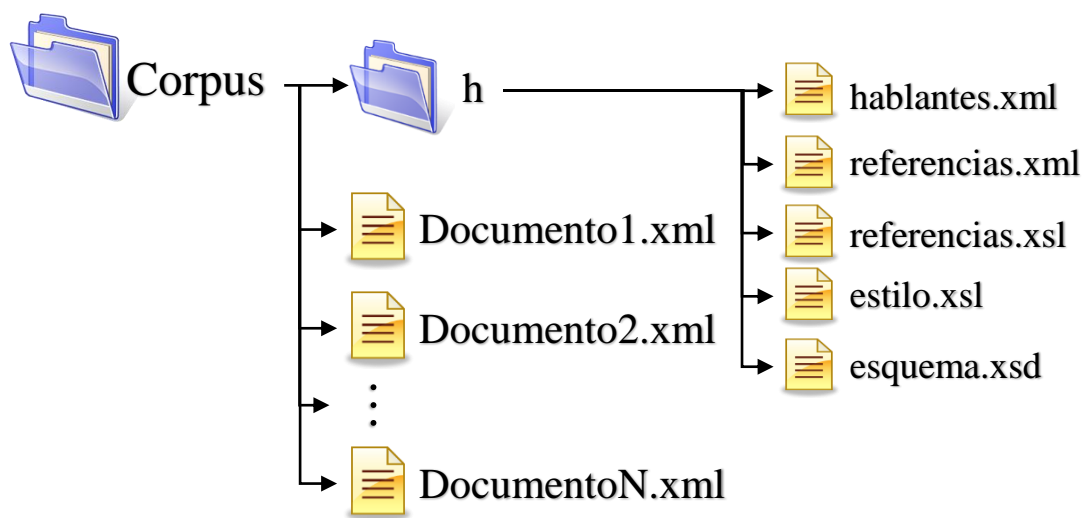 Corpus
h
hablantes.xml
referencias.xml
referencias.xsl
estilo.xsl
esquema.xsd
Documento1.xml
Documento2.xml
⋮
DocumentoN.xml